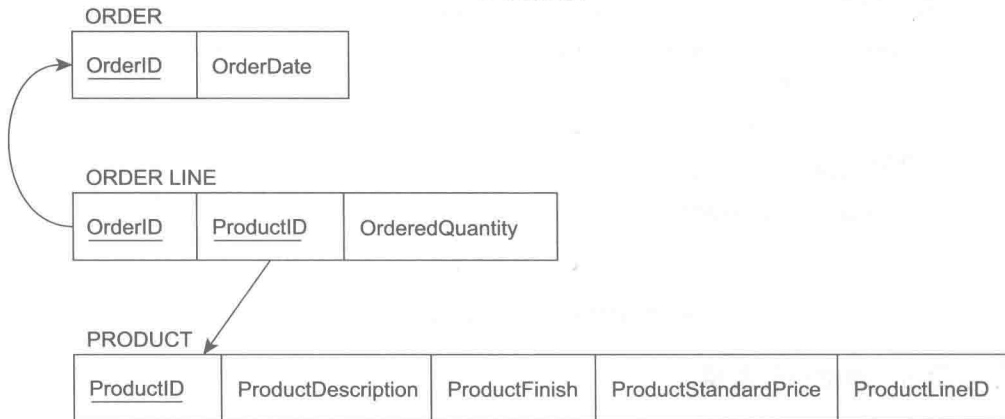 ORDER
OrderID OrderDate
ORDER LINE
OrderID ProductID OrderedQuantity
PRODUCT
ProductID ProductDescription ProductFinish ProductStandardPrice ProductLineID